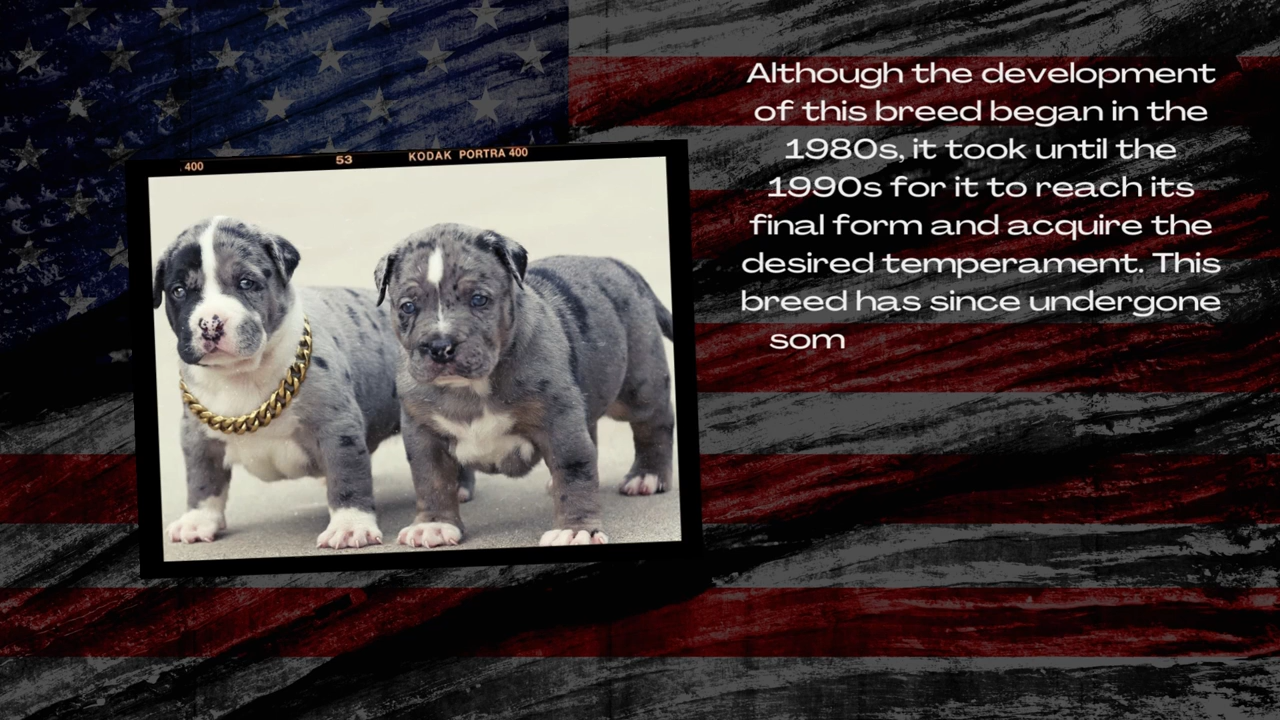 400
53
KODAK PORTRA 400
Although the development
of this breed began in the
1980s, it took until the
1990s for it to reach its
final form and acquire the
desired temperament. This
breed has since undergone
som